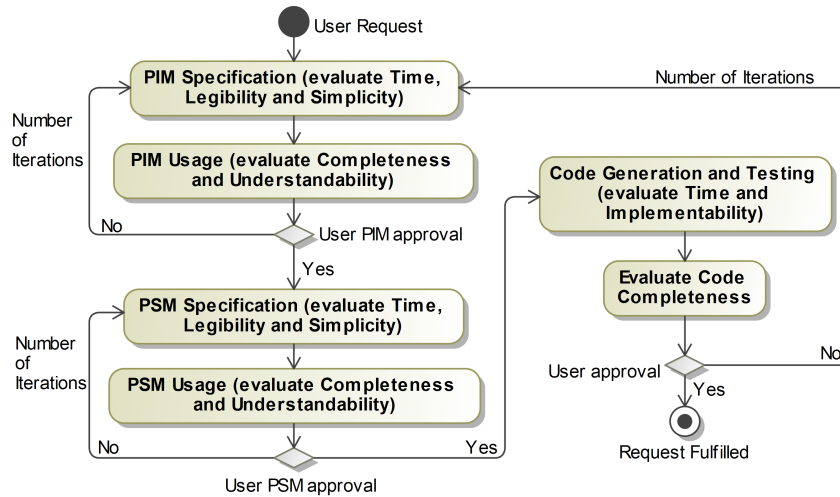 User Request
PIM Specification (evaluate Time,
Legibility and Simplicity)
Number of Iterations
Number
of
Iterations
PIM Usage (evaluate Completeness
and Understandability)
No
User PIM approval
Yes
PSM Specification (evaluate Time,
Legibility and Simplicity)
Number
of
Iterations
PSM Usage (evaluate Completeness
and Understandability)
No
Yes
User PSM approval
Code Generation and Testing
(evaluate Time and
Implementability)
Evaluate Code
Completeness
User approval
No
Yes
Request Fulfilled